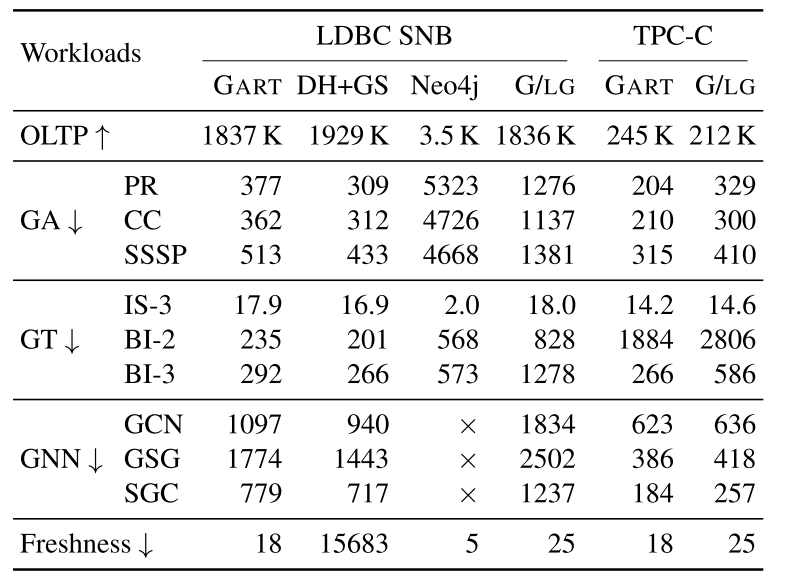 Workloads LDBC SNB TPC-C
GART DH+GS Neo4j G/LG GART G/LG
OLTP ↑ 1837 K 1929 K 3.5 K 1836 K 245 K 212 K
PR 377 309 5323 1276 204 329
GA ↓ CC 362 312 4726 1137 210 300
SSSP 513 433 4668 1381 315 410
IS-3 17.9 16.9 2.0 18.0 14.2 14.6
GT ↓ BI-2 235 201 568 828 1884 2806
BI-3 292 266 573 1278 266 586
GCN 1097 940 × 1834 623 636
GNN ↓ GSG 1774 1443 × 2502 386 418
SGC 779 717 × 1237 184 257
Freshness ↓ 18 15683 5 25 18 25